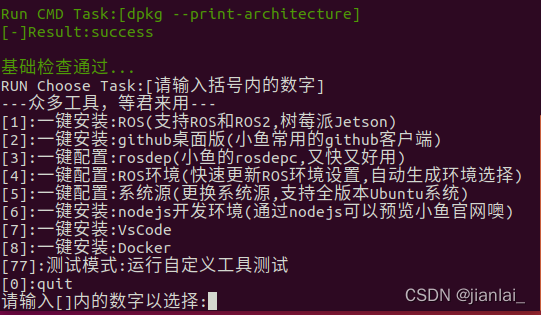 Run CMD Task:[dpkg --print-architecture]
[-]Result:success
基础检查通过...
RUN Choose Task:[请输入括号内的数字]
---众多工具，等君来用---
[1]:一键安装:ROS(支持ROS和ROS2,树莓派Jetson)
[2]:一键安装:github桌面版(小鱼常用的github客户端)
[3]:一键配置:rosdep(小鱼的rosdepc,又快又好用)
[4]:一键配置:ROS环境(快速更新ROS环境设置,自动生成环境选择)
[5]:一键配置:系统源(更换系统源,支持全版本Ubuntu系统)
[6]:一键安装:nodejs开发环境(通过nodejs可以预览小鱼官网噢)
[7]:一键安装:VsCode
[8]:一键安装:Docker
[77]:测试模式:运行自定义工具测试
[0]:quit
请输入[]内的数字以选择:
CSDN @jianlai_